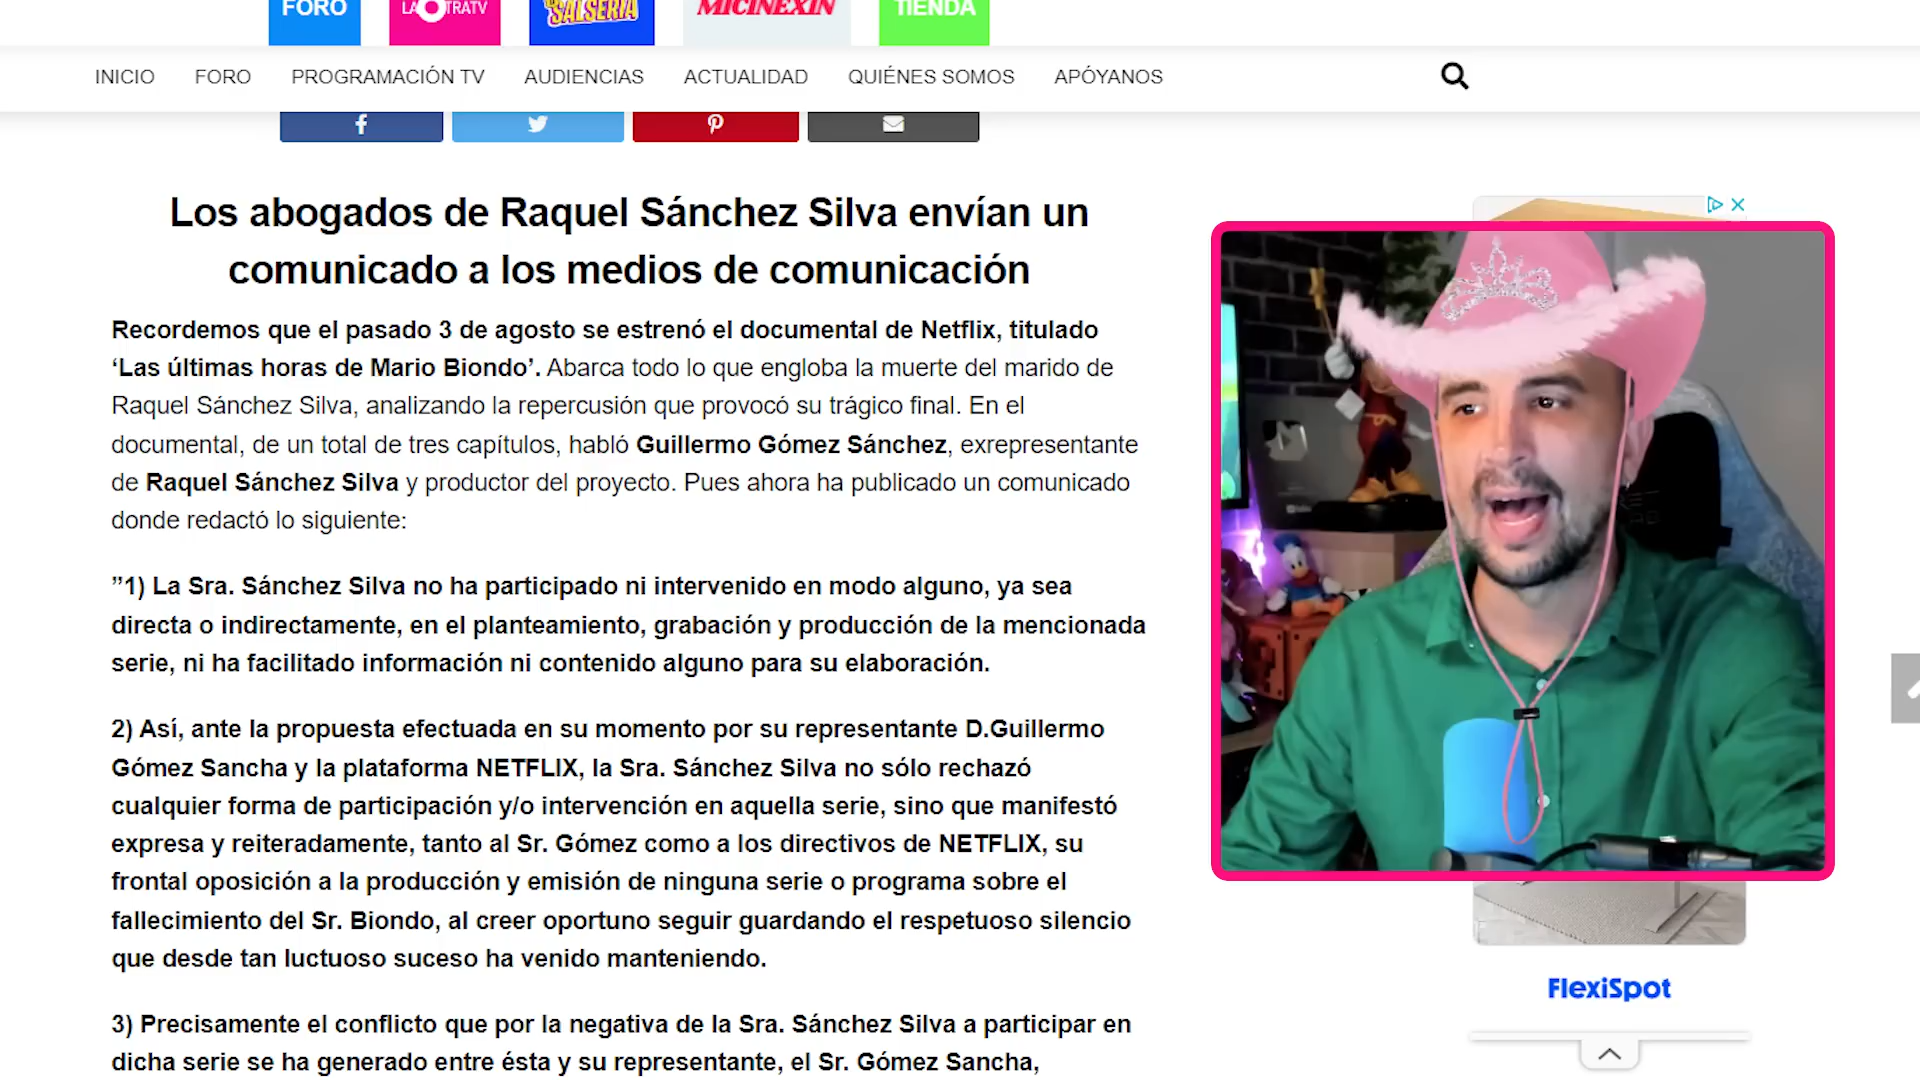 FORO
LA TRATV
SALSERÍA
MICINEXIN
TIENDA
INICIO FORO PROGRAMACIÓN TV AUDIENCIAS ACTUALIDAD QUIÉNES SOMOS APÓYANOS
Los abogados de Raquel Sánchez Silva envían un
comunicado a los medios de comunicación
Recordemos que el pasado 3 de agosto se estrenó el documental de Netflix, titulado
‘Las últimas horas de Mario Biondo’. Abarca todo lo que engloba la muerte del marido de
Raquel Sánchez Silva, analizando la repercusión que provocó su trágico final. En el
documental, de un total de tres capítulos, habló Guillermo Gómez Sánchez, exrepresentante
de Raquel Sánchez Silva y productor del proyecto. Pues ahora ha publicado un comunicado
donde redactó lo siguiente:
”1) La Sra. Sánchez Silva no ha participado ni intervenido en modo alguno, ya sea
directa o indirectamente, en el planteamiento, grabación y producción de la mencionada
serie, ni ha facilitado información ni contenido alguno para su elaboración.
2) Así, ante la propuesta efectuada en su momento por su representante D.Guillermo
Gómez Sancha y la plataforma NETFLIX, la Sra. Sánchez Silva no sólo rechazó
cualquier forma de participación y/o intervención en aquella serie, sino que manifestó
expresa y reiteradamente, tanto al Sr. Gómez como a los directivos de NETFLIX, su
frontal oposición a la producción y emisión de ninguna serie o programa sobre el
fallecimiento del Sr. Biondo, al creer oportuno seguir guardando el respetuoso silencio
que desde tan luctuoso suceso ha venido manteniendo.
3) Precisamente el conflicto que por la negativa de la Sra. Sánchez Silva a participar en
dicha serie se ha generado entre ésta y su representante, el Sr. Gómez Sancha,
FlexiSpot